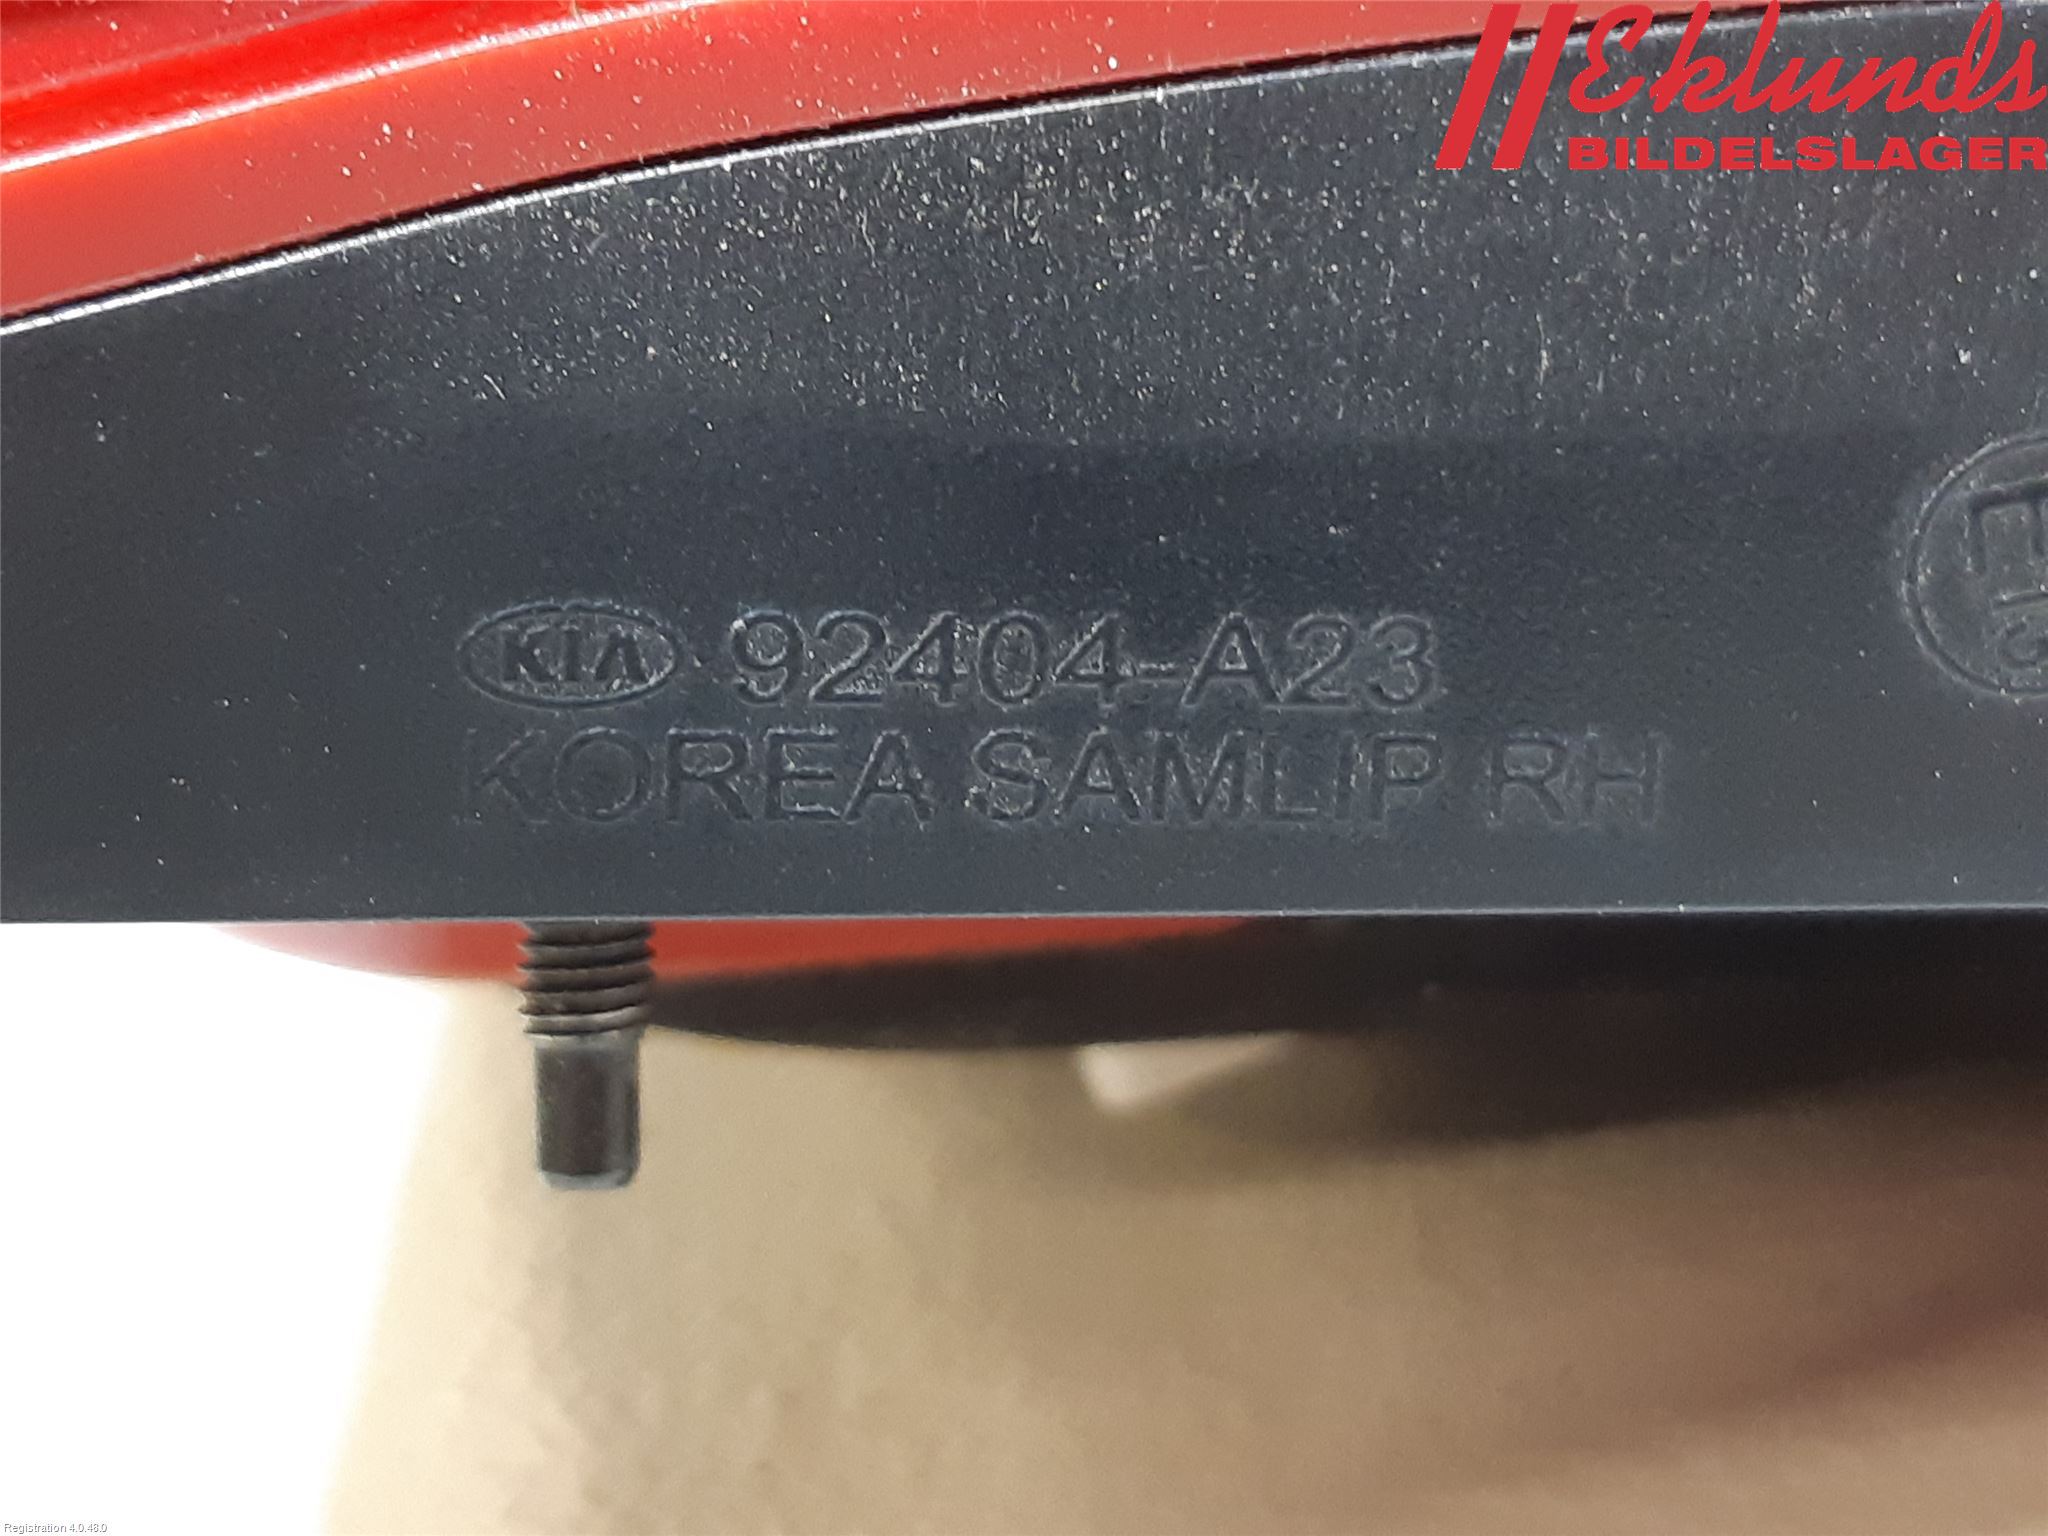 Eklunds
BILDELSLAGER
KIA 92404-A23
KOREA SAMLIP RH
Registration 4.0.48.0